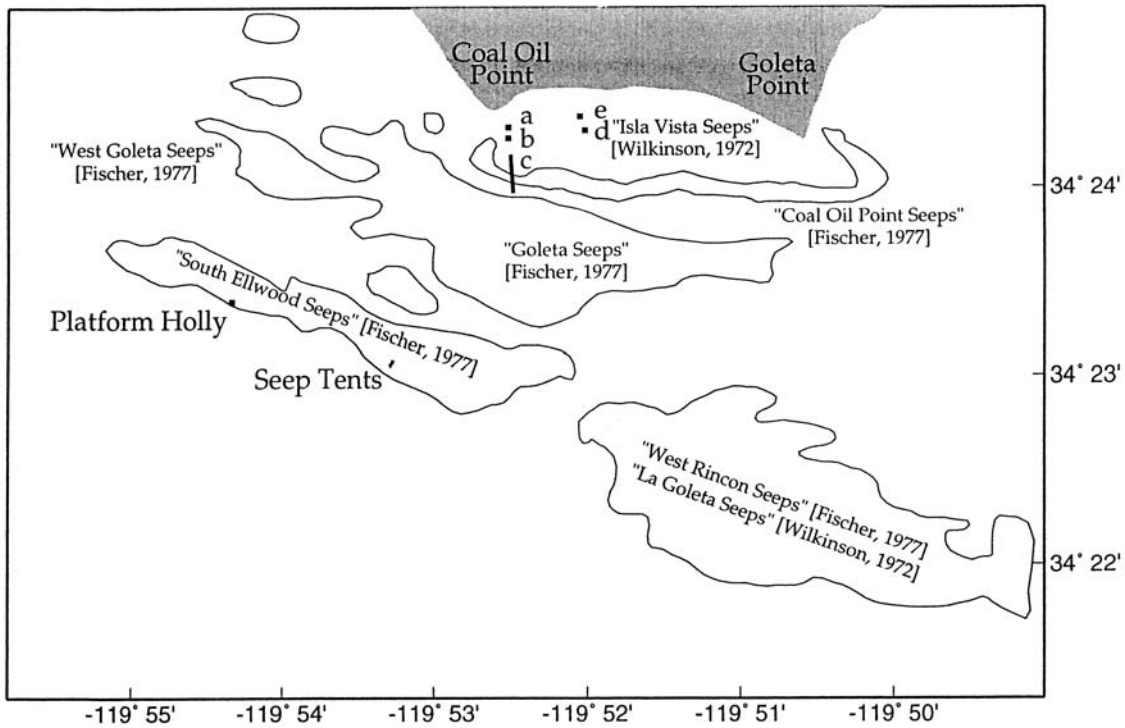 Coal Oil
Point
Goleta
Point
a
b
c
e
d
"Isla Vista Seeps"
[Wilkinson, 1972]
"West Goleta Seeps"
[Fischer, 1977]
34° 24'
"Coal Oil Point Seeps"
[Fischer, 1977]
"Goleta Seeps"
[Fischer, 1977]
"South Ellwood Seeps" [Fischer, 1977]
Platform Holly
Seep Tents
34° 23'
"West Rincon Seeps" [Fischer, 1977]
"La Goleta Seeps" [Wilkinson, 1972]
34° 22'
-119° 55' -119° 54' -119° 53' -119° 52' -119° 51' -119° 50'